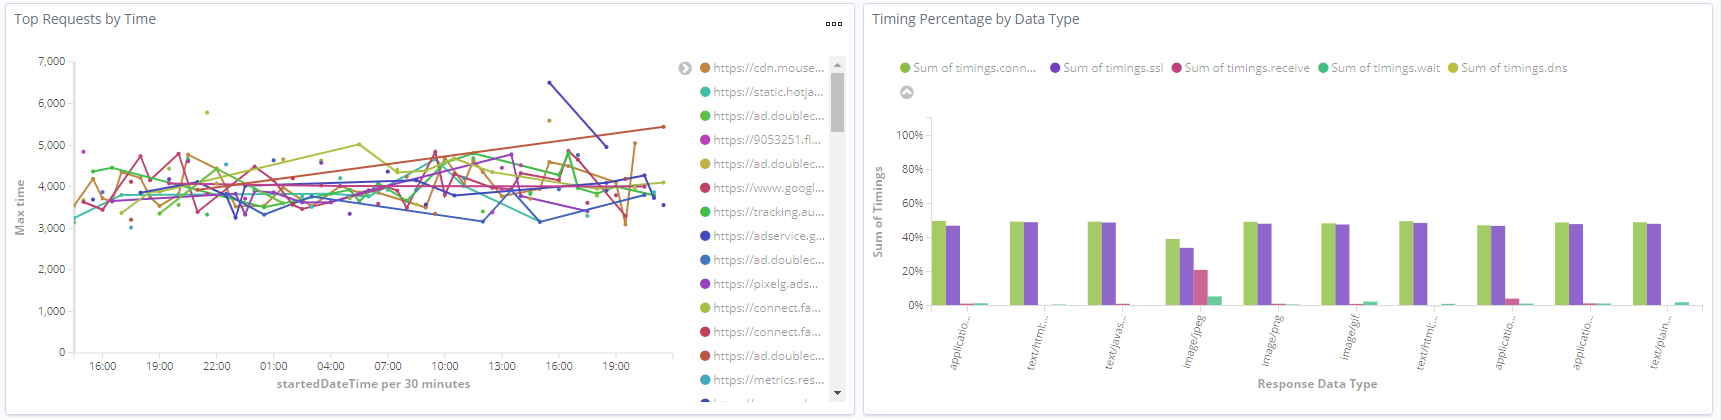 Top Requests by Time
7,000
6,000
5,000
4,000
3,000
2,000
1,000
0
Max time
16:00 19:00 22:00 01:00 04:00 07:00 10:00 13:00 16:00 19:00
startedDateTime per 30 minutes
https://cdn.mouse...
https://static.hotja...
https://ad.doublec...
https://9053251.fl...
https://ad.doublec...
https://www.googl...
https://tracking.au...
https://adservice.g...
https://ad.doublec...
https://pixelg.ads...
https://connect.fa...
https://connect.fa...
https://ad.doublec...
https://metrics.res...
Timing Percentage by Data Type
Sum of timings.conn... Sum of timings.ssl Sum of timings.receive Sum of timings.wait Sum of timings.dns
100%
80%
60%
40%
20%
0%
Sum of Timings
applicatio...
text/html;...
text/javas...
image/jpeg
image/png
image/gif
text/html;...
applicatio...
applicatio...
text/plain...
Response Data Type